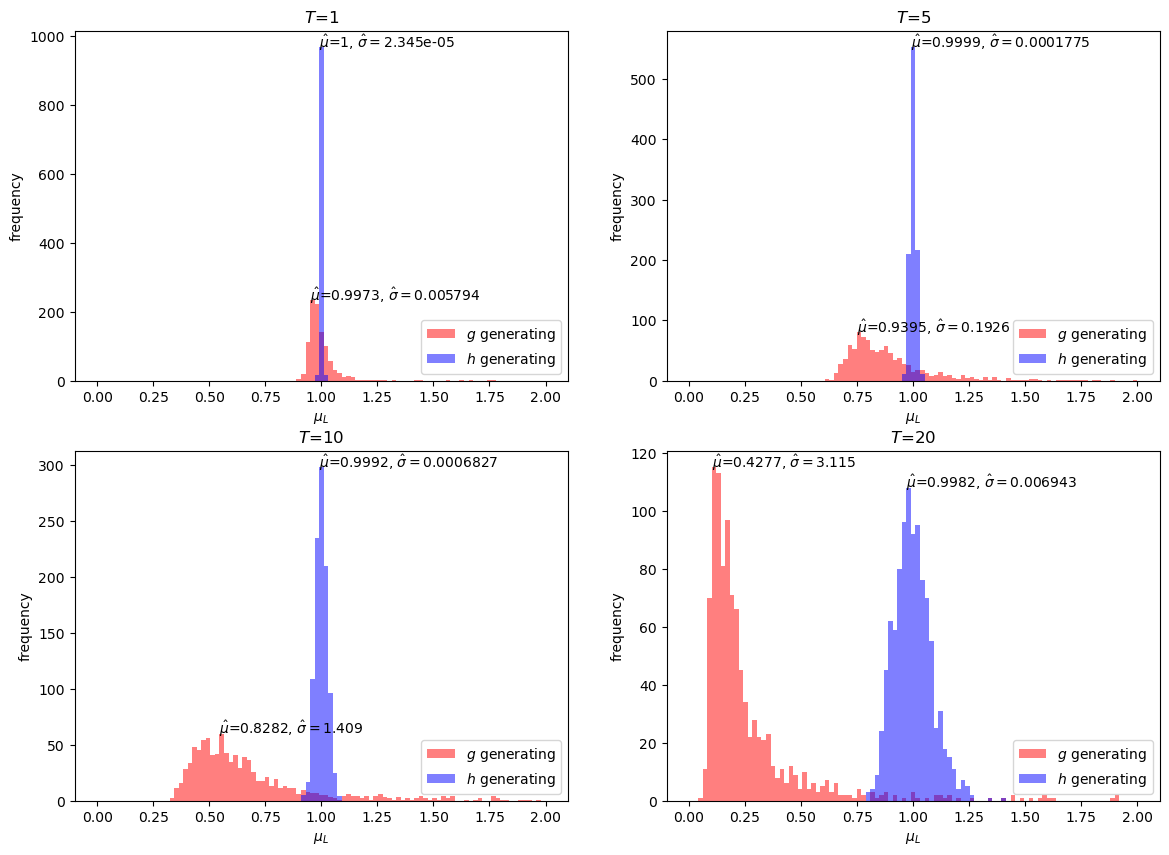 T=1
1000
800
600
400
200
0
frequency
μ̂=1, σ̂ = 2.345e-05
μ̂=0.9973, σ̂ = 0.005794
g generating
h generating
0.00 0.25 0.50 0.75 1.00 1.25 1.50 1.75 2.00
μ_L
T=5
500
400
300
200
100
0
frequency
μ̂=0.9999, σ̂ = 0.0001775
μ̂=0.9395, σ̂ = 0.1926
g generating
h generating
0.00 0.25 0.50 0.75 1.00 1.25 1.50 1.75 2.00
μ_L
T=10
300
250
200
150
100
50
0
frequency
μ̂=0.9992, σ̂ = 0.0006827
μ̂=0.8282, σ̂ = 1.409
g generating
h generating
0.00 0.25 0.50 0.75 1.00 1.25 1.50 1.75 2.00
μ_L
T=20
120
100
80
60
40
20
0
frequency
μ̂=0.4277, σ̂ = 3.115
μ̂=0.9982, σ̂ = 0.006943
g generating
h generating
0.00 0.25 0.50 0.75 1.00 1.25 1.50 1.75 2.00
μ_L